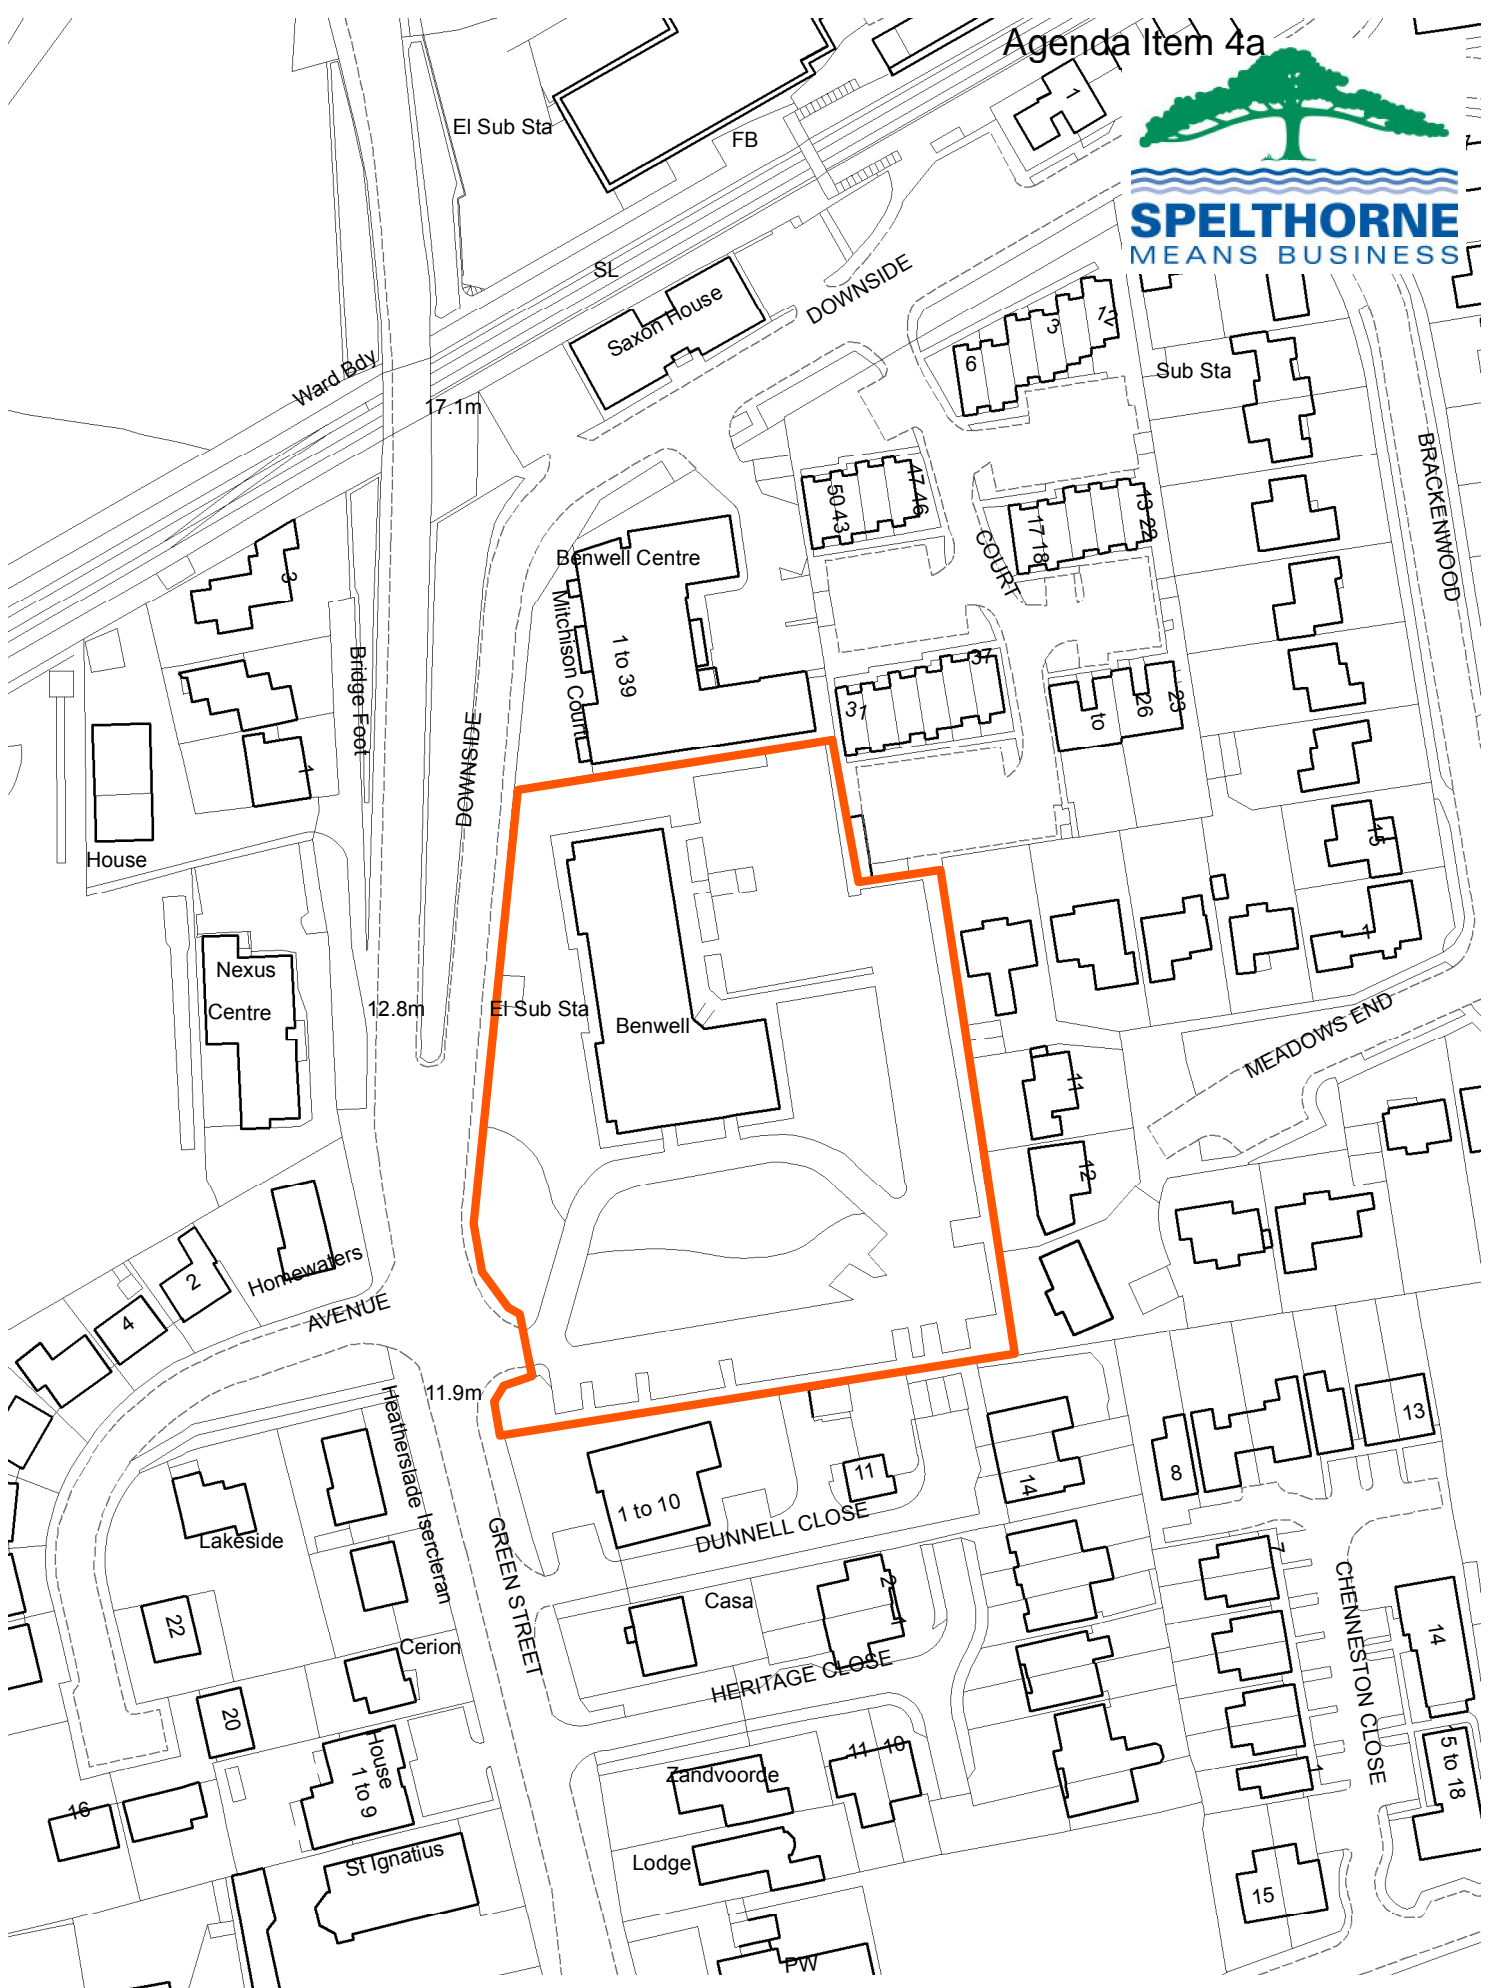 Agenda Item 4a
SPELTHORNE
MEANS BUSINESS
El Sub Sta
FB
1
SL
DOWNSIDE
Saxon House
Ward Bdy
17.1m
6
3
12
Sub Sta
BRACKENWOOD
50
43
47
46
COURT
17
18
13
22
Benwell Centre
Mitchison Court
1 to 39
3
Bridge Foot
DOWNSIDE
1
House
31
37
to
26
23
15
1
Nexus
Centre
12.8m
El Sub Sta
Benwell
MEADOWS END
11
12
Homewaters
2
4
AVENUE
11.9m
Heatherslade
Isercleran
Lakeside
GREEN STREET
1 to 10
11
DUNNELL CLOSE
14
8
13
22
Cerion
Casa
2
1
HERITAGE CLOSE
7
CHENNESTON CLOSE
14
20
House
1 to 9
16
St Ignatius
Zandvoorde
11
10
1
15 to 18
Lodge
15
PW